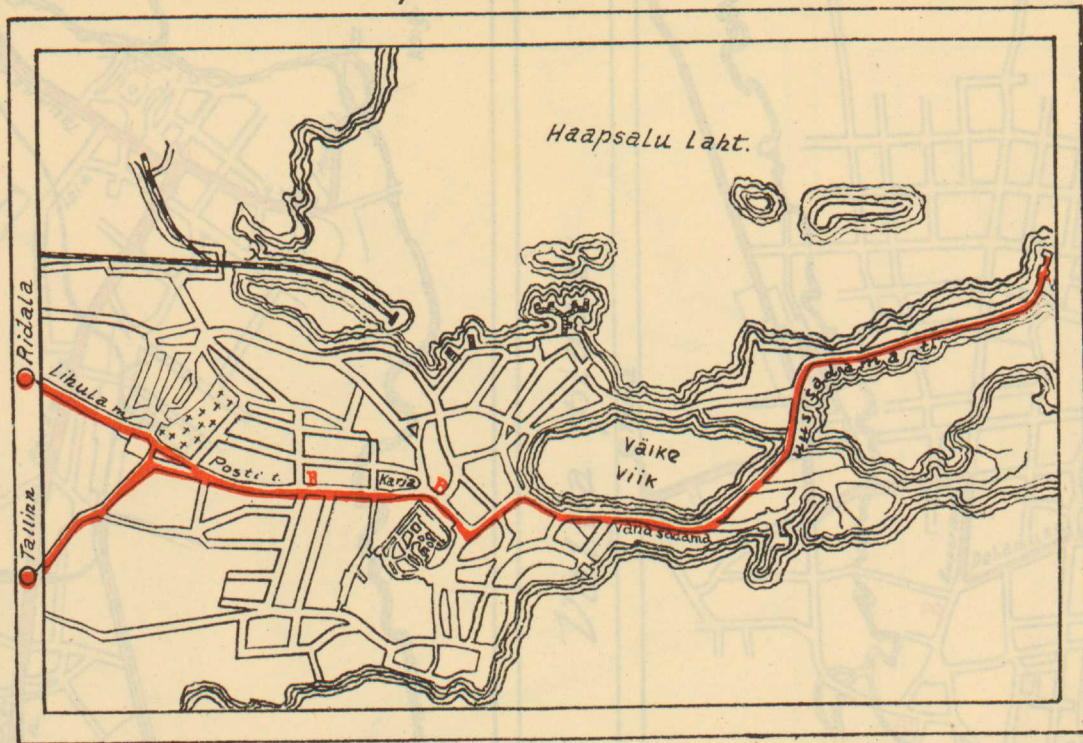 Haapsalu laht.
Ridala
Lihula m.
Posti t.
B
Karja
B
Väike
Viik
Vana sadama
Uus sadama t.
Tallinn